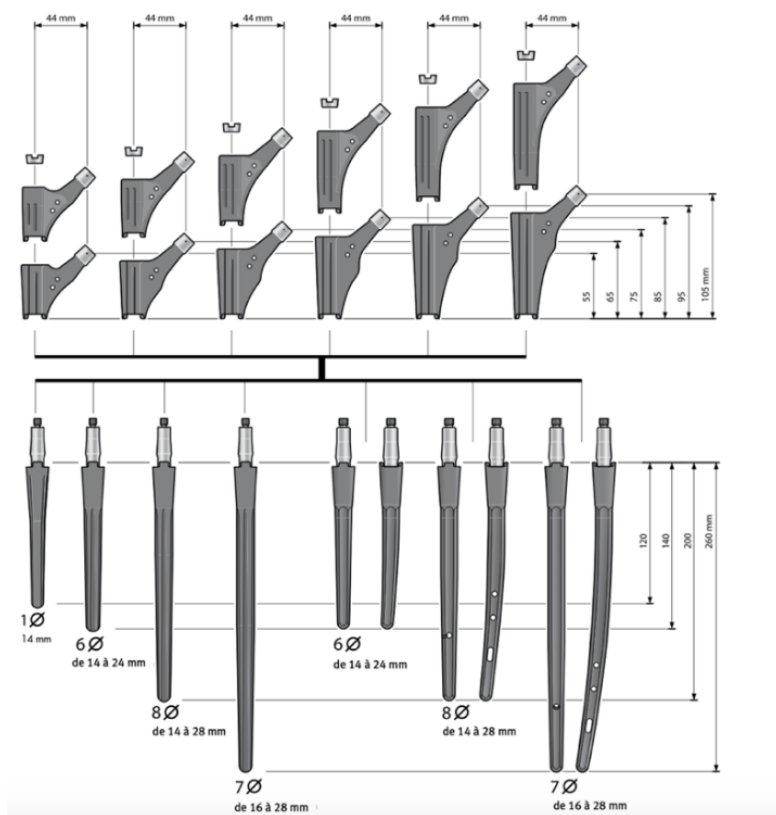 44 mm
44 mm
44 mm
44 mm
44 mm
44 mm
55
65
75
85
95
105 mm
120
140
200
260 mm
1Ø
14 mm
6Ø
de 14 à 24 mm
6Ø
de 14 à 24 mm
8Ø
de 14 à 28 mm
8Ø
de 14 à 28 mm
7Ø
de 16 à 28 mm
7Ø
de 16 à 28 mm